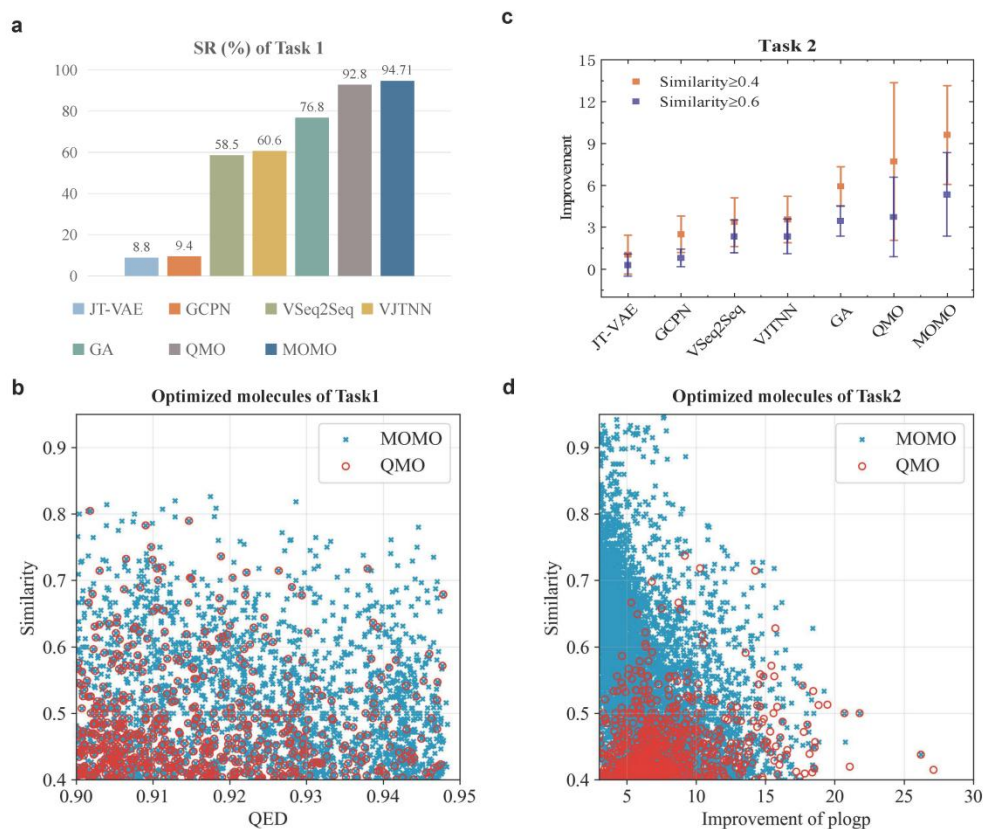 a
SR (%) of Task 1
100
80
60
40
20
0
8.8
9.4
58.5
60.6
76.8
92.8
94.71
JT-VAE
GCPN
VSeq2Seq
VJTNN
GA
QMO
MOMO
c
Task 2
Similarity≥0.4
Similarity≥0.6
Improvement
15
12
9
6
3
0
JT-VAE
GCPN
VSeq2Seq
VJTNN
GA
QMO
MOMO
b
Optimized molecules of Task1
MOMO
QMO
Similarity
0.9
0.8
0.7
0.6
0.5
0.4
0.90
0.91
0.92
0.93
0.94
0.95
QED
d
Optimized molecules of Task2
MOMO
QMO
Similarity
0.9
0.8
0.7
0.6
0.5
0.4
5
10
15
20
25
30
Improvement of plogp